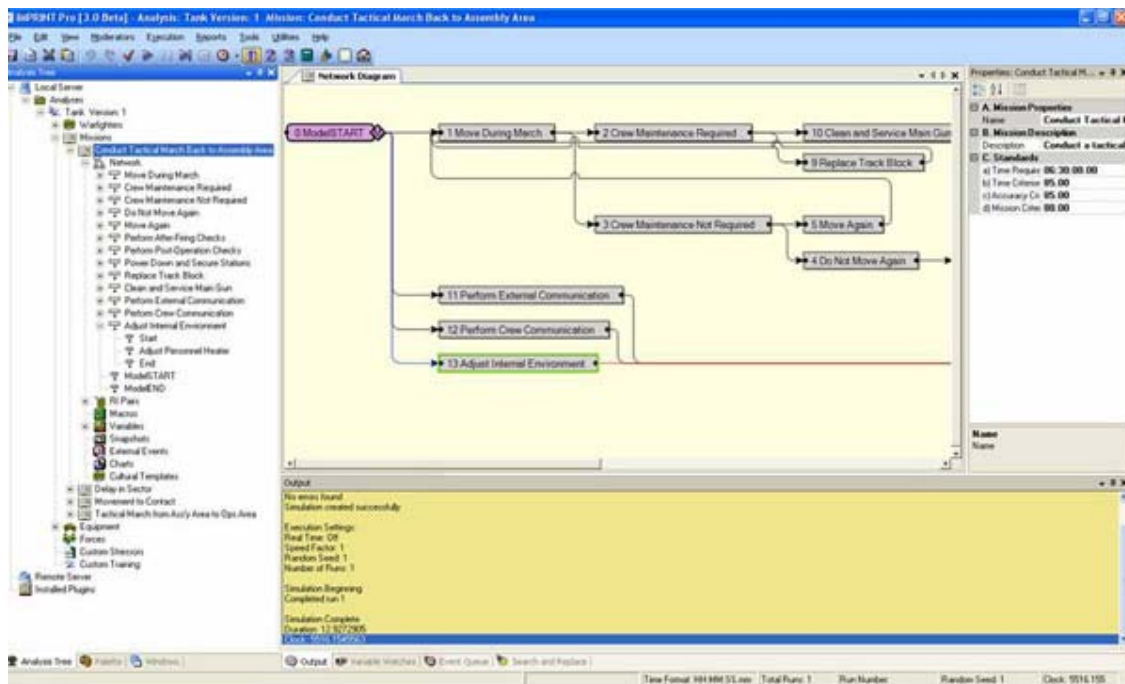 IMPRINT Pro [3.0 Beta] - Analysis: Tank Version: 1 Mission: Conduct Tactical March Back to Assembly Area
File Edit View Moderators Execution Reports Tools Utilities Help
Analysis Tree
Local Server
Analyses
Tank Version: 1
Warfighters
Missions
Conduct Tactical March Back to Assembly Area
Network
Move During March
Crew Maintenance Required
Crew Maintenance Not Required
Do Not Move Again
Move Again
Perform After-Firing Checks
Perform Post-Operation Checks
Power Down and Secure Stations
Replace Track Block
Clean and Service Main Gun
Perform External Communication
Perform Crew Communication
Adjust Internal Environment
Start
Adjust Personnel Heater
End
ModelSTART
ModelEND
RI Pairs
Macros
Variables
Snapshots
External Events
Charts
Cultural Templates
Delay in Sector
Movement to Contact
Tactical March from Ass'y Area to Ops Area
Equipment
Forces
Custom Stressors
Custom Training
Remote Server
Installed Plugins
Analysis Tree Palette Windows
Network Diagram
0 ModelSTART
1 Move During March
2 Crew Maintenance Required
10 Clean and Service Main Gun
9 Replace Track Block
3 Crew Maintenance Not Required
5 Move Again
4 Do Not Move Again
11 Perform External Communication
12 Perform Crew Communication
13 Adjust Internal Environment
Properties: Conduct Tactical M...
A. Mission Properties
Name Conduct Tactical
B. Mission Description
Description Conduct a tactical
C. Standards
a) Time Require 06:30:00.00
b) Time Criterio 85.00
c) Accuracy Cri 85.00
d) Mission Criter 80.00
Name
Name
Output
No errors found
Simulation created successfully
Execution Settings:
Real Time: Off
Speed Factor: 1
Random Seed: 1
Number of Runs: 1
Simulation Beginning
Completed run 1
Simulation Complete
Duration: 12.9272905
Clock: 5516.1545563
Output Variable Watches Event Queue Search and Replace
Time Format: HH:MM:SS.mm Total Runs: 1 Run Number: Random Seed: 1 Clock: 5516.155